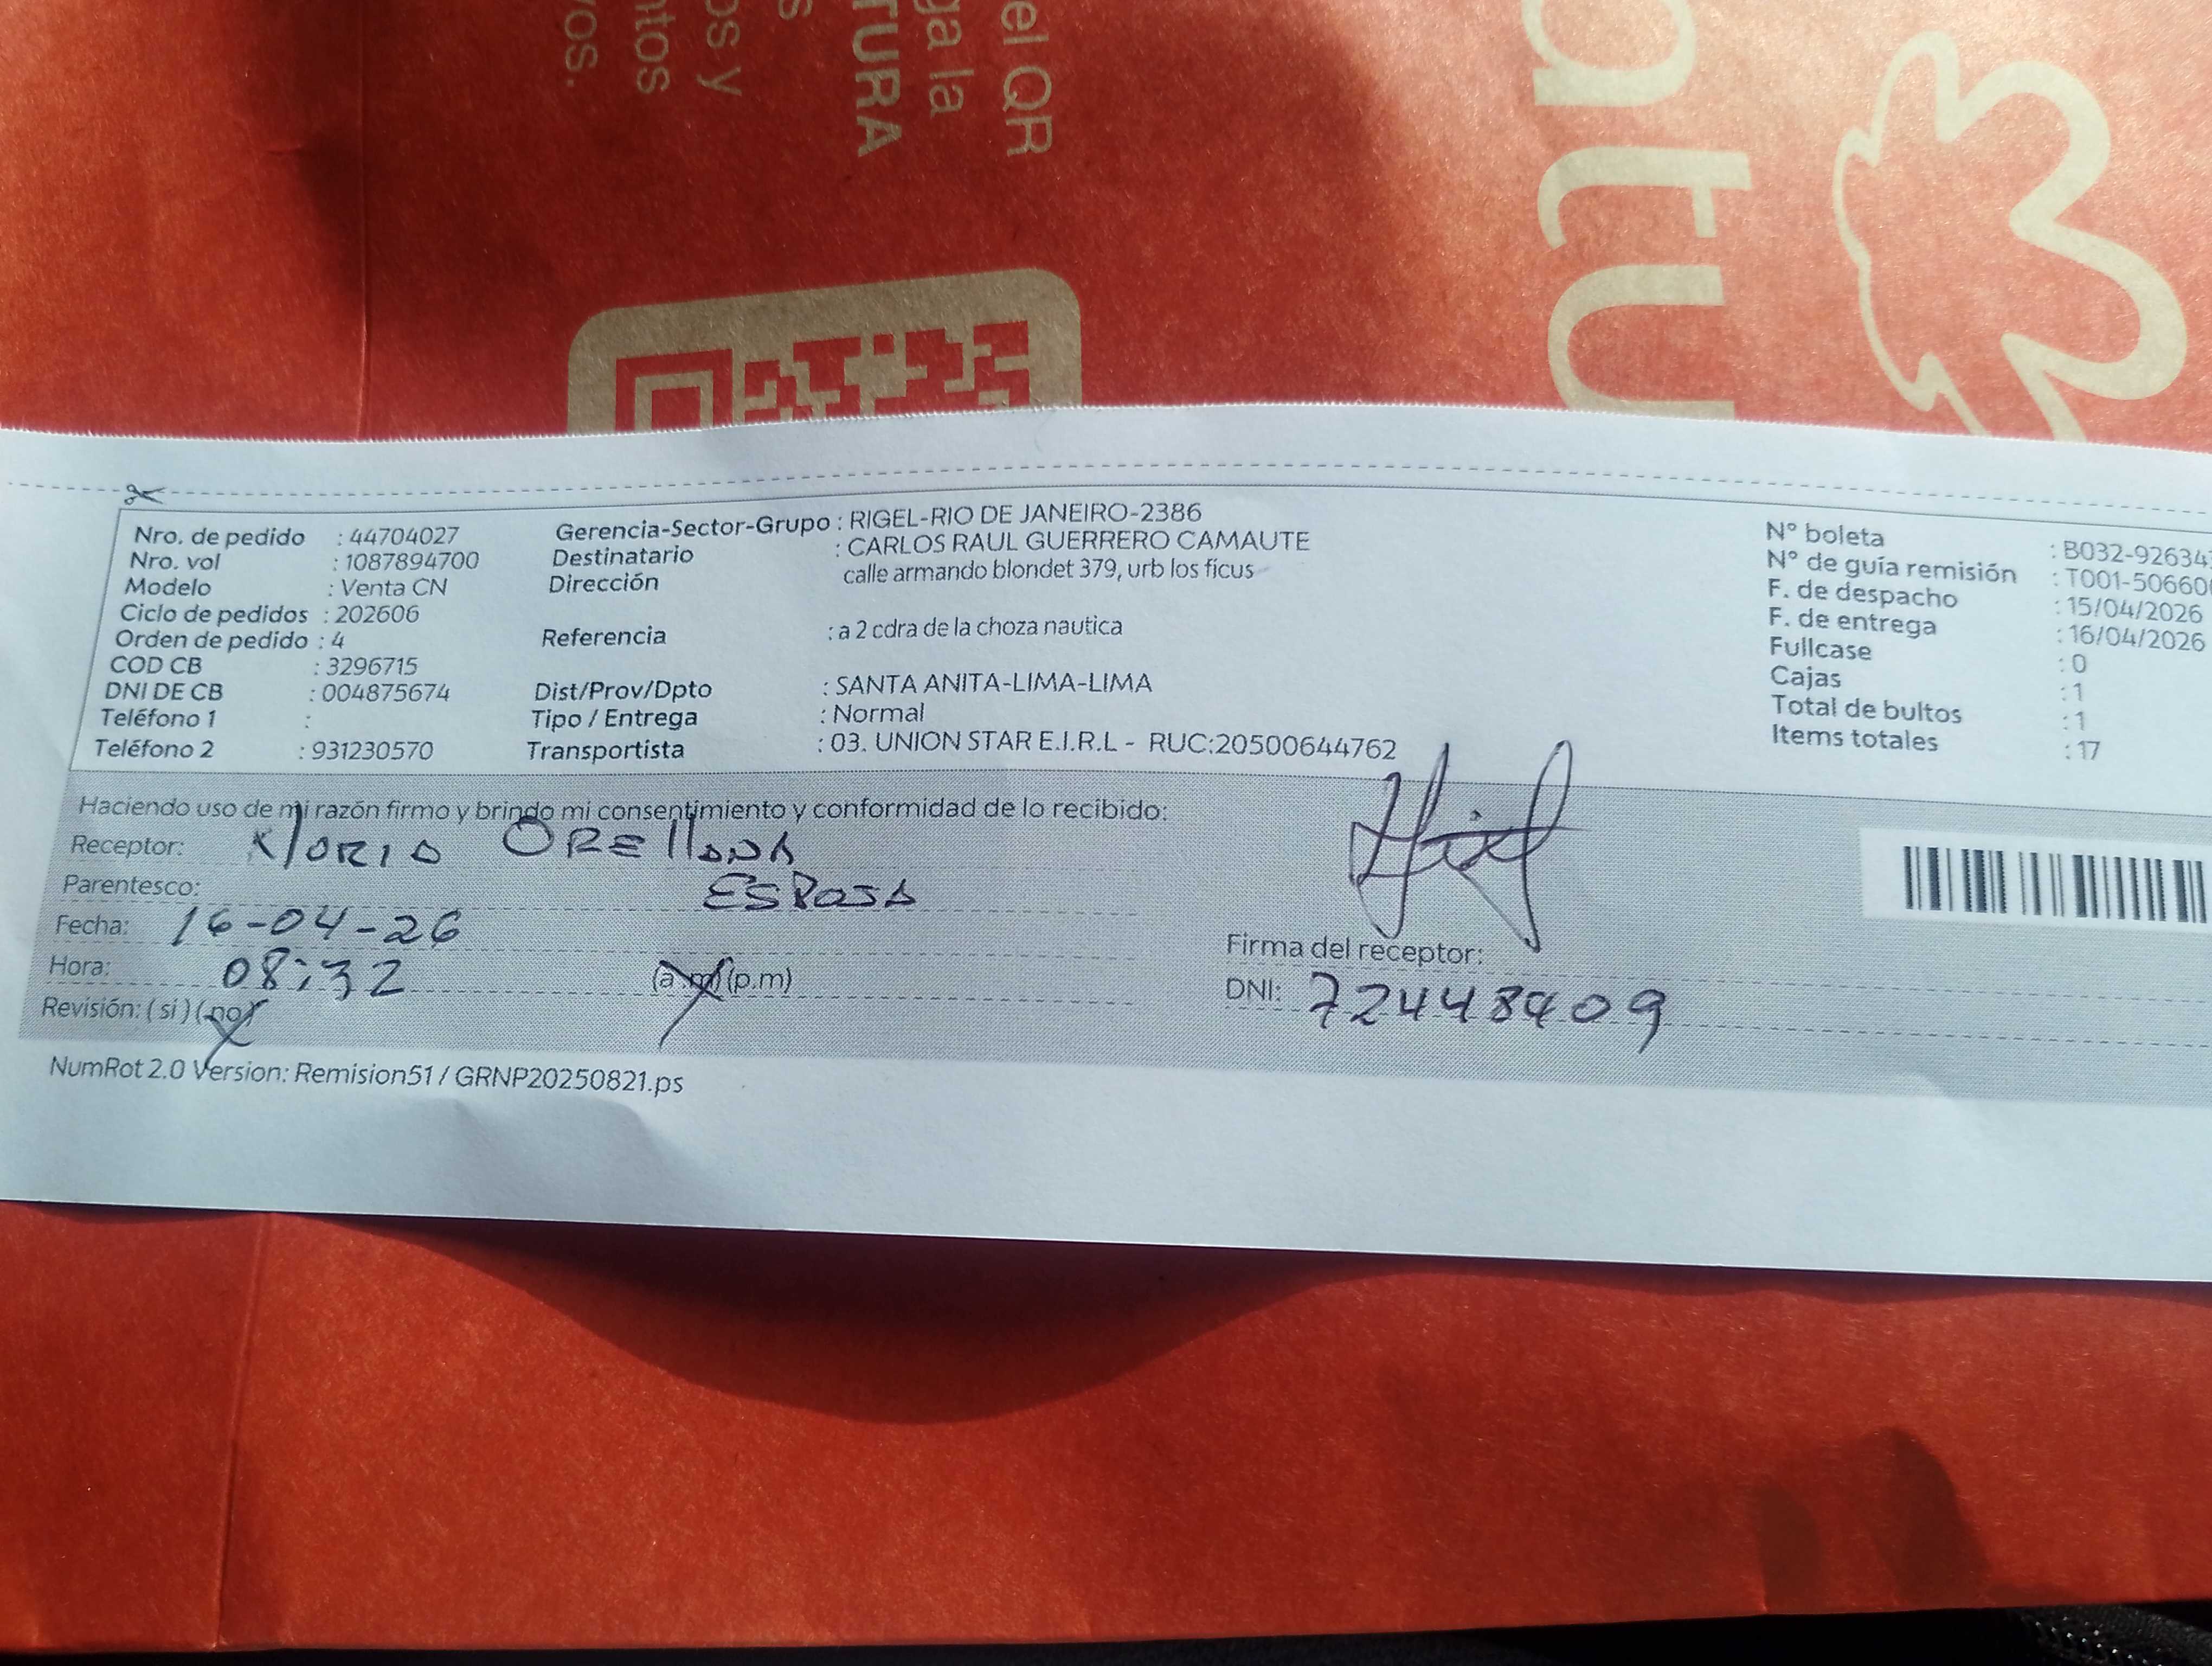 el QR
ga la
TURA
s
os y
ntos
vos.
atu
Nro. de pedido : 44704027
Nro. vol : 1087894700
Modelo : Venta CN
Ciclo de pedidos : 202606
Orden de pedido : 4
COD CB : 3296715
DNI DE CB : 004875674
Teléfono 1 :
Teléfono 2 : 931230570
Gerencia-Sector-Grupo : RIGEL-RIO DE JANEIRO-2386
Destinatario : CARLOS RAUL GUERRERO CAMAUTE
Dirección calle armando blondet 379, urb los ficus
Referencia : a 2 cdra de la choza nautica
Dist/Prov/Dpto : SANTA ANITA-LIMA-LIMA
Tipo / Entrega : Normal
Transportista : 03. UNION STAR E.I.R.L - RUC:20500644762
N° boleta : B032-92634
N° de guía remisión : T001-50660
F. de despacho : 15/04/2026
F. de entrega : 16/04/2026
Fullcase : 0
Cajas : 1
Total de bultos : 1
Items totales : 17
Haciendo uso de mi razón firmo y brindo mi consentimiento y conformidad de lo recibido:
Receptor: ORELLANA
Parentesco: ESPOSA
Fecha: 16-04-26
Hora: 08:32 (a.m) (p.m)
Revisión: (si) (no)
Firma del receptor:
DNI: 72448409
NumRot 2.0 Version: Remision51 / GRNP20250821.ps